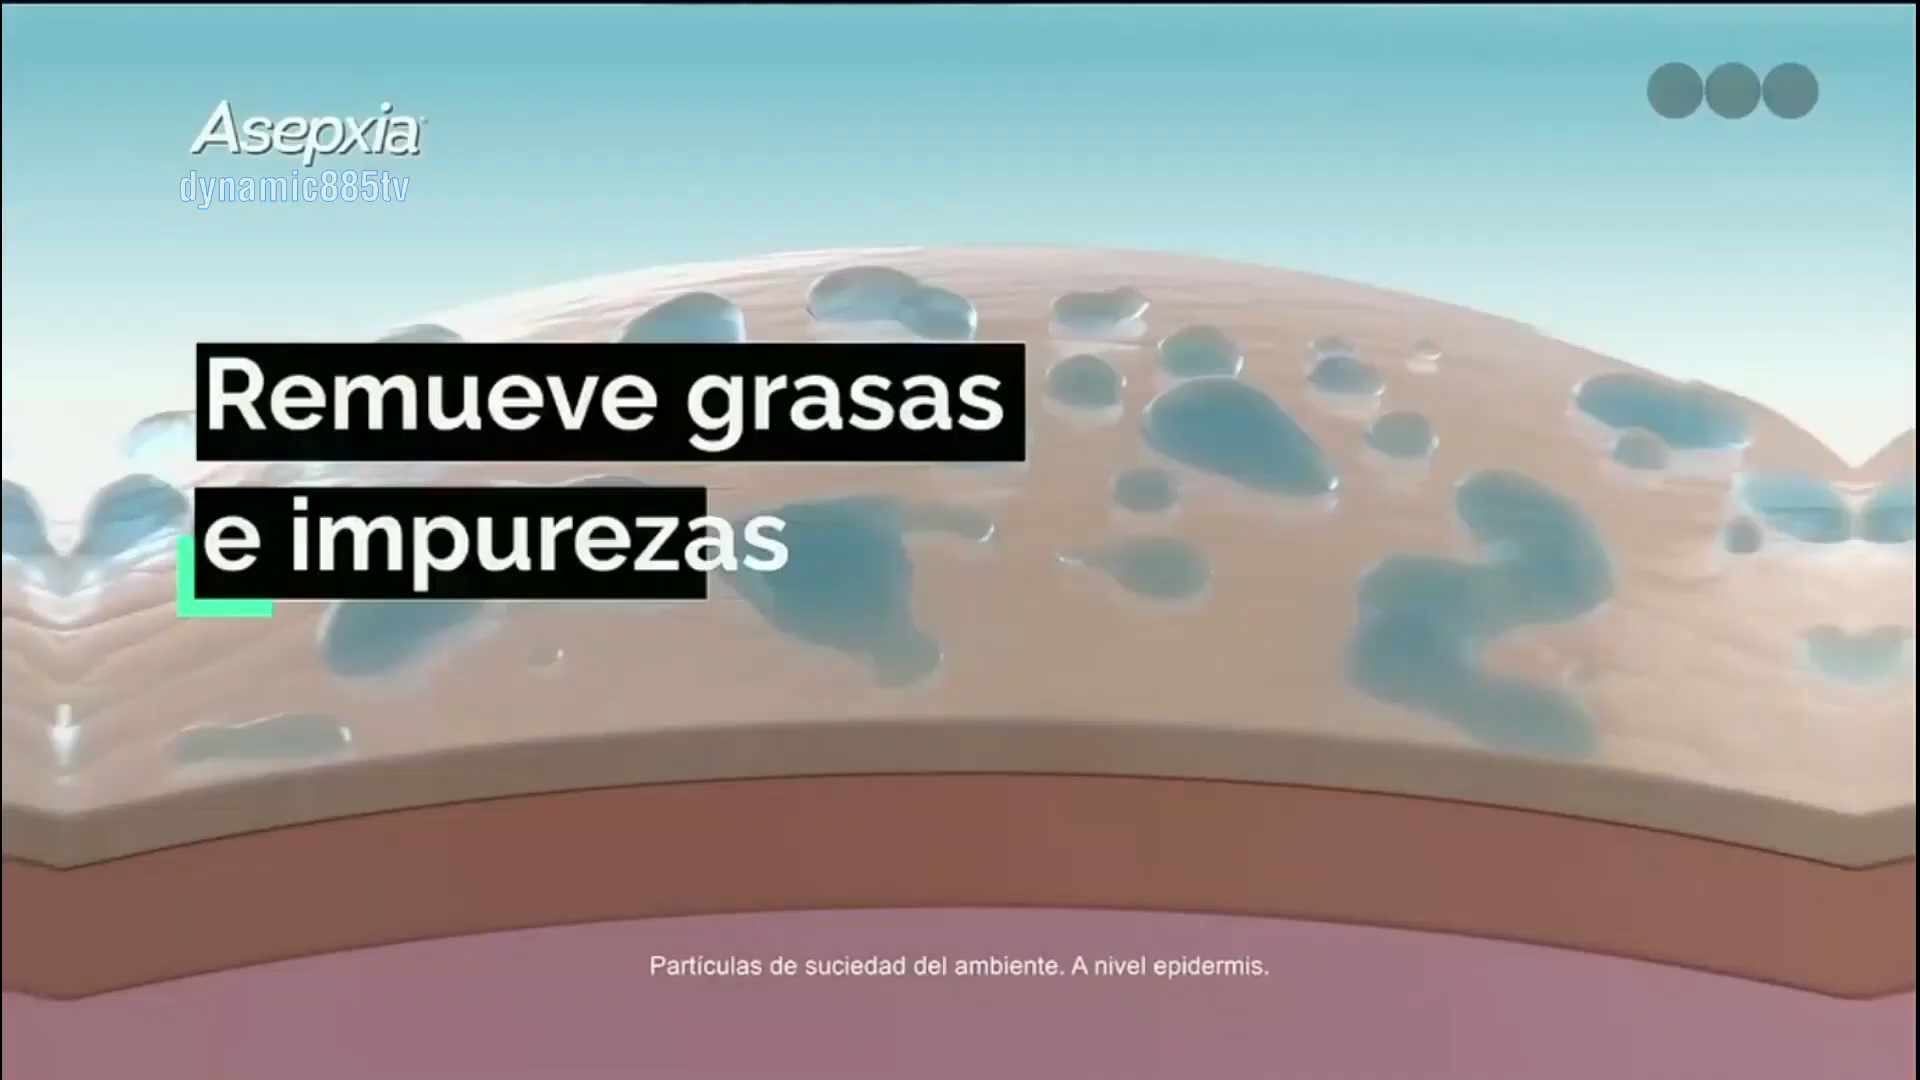 Asepxia
dynamic885tv
Remueve grasas
e impurezas
Partículas de suciedad del ambiente. A nivel epidermis.